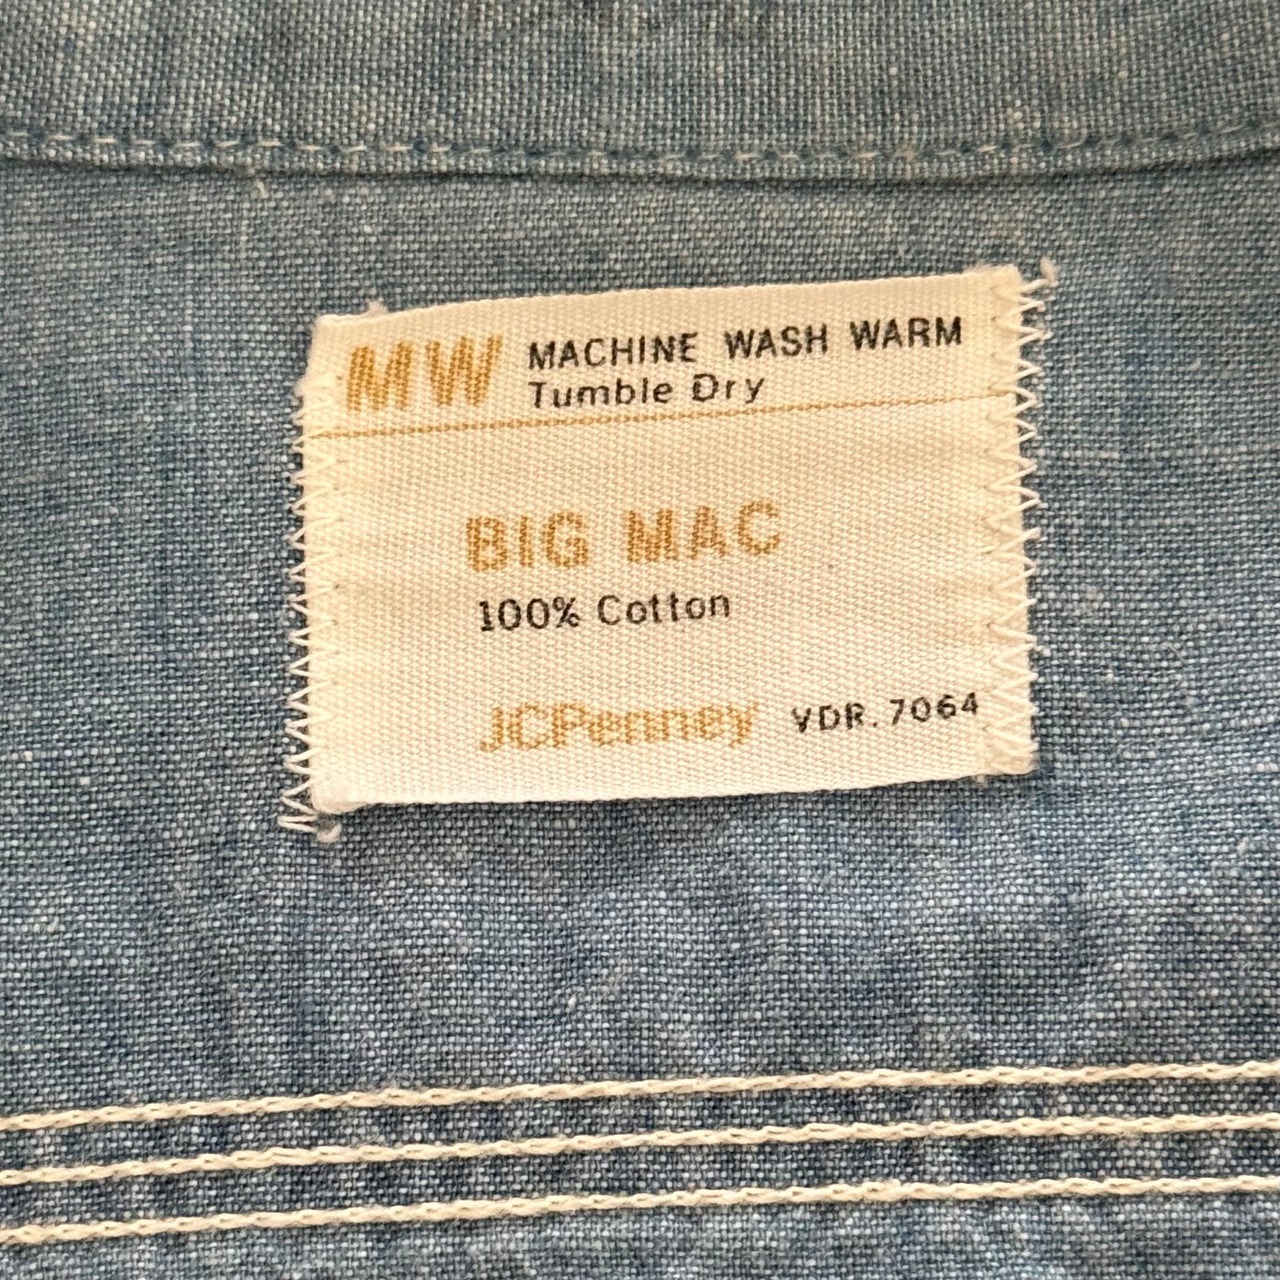 MW MACHINE WASH WARM
Tumble Dry
BIG MAC
100% Cotton
JCPenney VDR. 7064